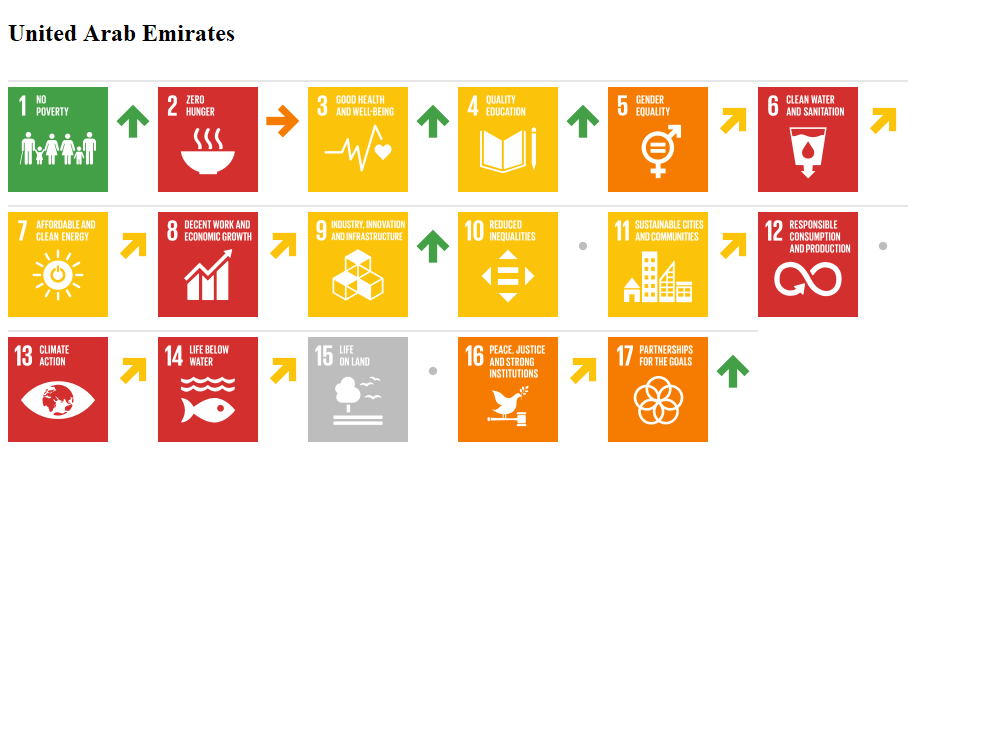 United Arab Emirates
1 NO
POVERTY
2 ZERO
HUNGER
3 GOOD HEALTH
AND WELL-BEING
4 QUALITY
EDUCATION
5 GENDER
EQUALITY
6 CLEAN WATER
AND SANITATION
7 AFFORDABLE AND
CLEAN ENERGY
8 DECENT WORK AND
ECONOMIC GROWTH
9 INDUSTRY, INNOVATION
AND INFRASTRUCTURE
10 REDUCED
INEQUALITIES
11 SUSTAINABLE CITIES
AND COMMUNITIES
12 RESPONSIBLE
CONSUMPTION
AND PRODUCTION
13 CLIMATE
ACTION
14 LIFE BELOW
WATER
15 LIFE
ON LAND
16 PEACE, JUSTICE
AND STRONG
INSTITUTIONS
17 PARTNERSHIPS
FOR THE GOALS